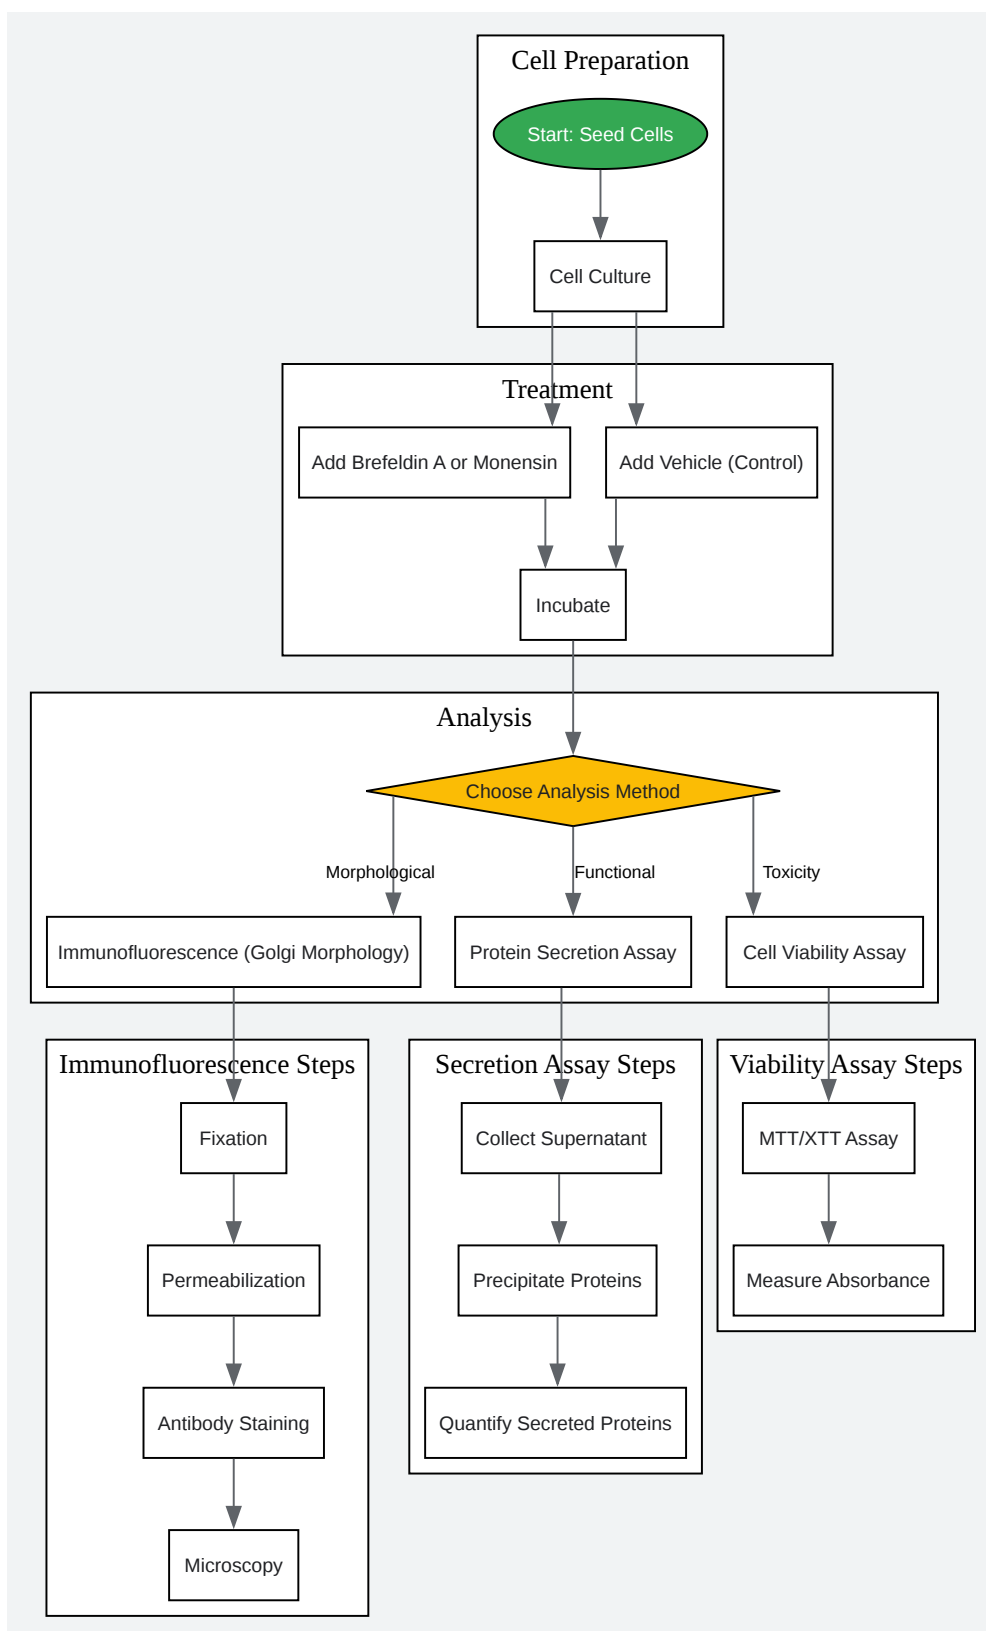 Cell Preparation
Start: Seed Cells
Cell Culture
Treatment
Add Brefeldin A or Monensin
Add Vehicle (Control)
Incubate
Analysis
Choose Analysis Method
Morphological
Functional
Toxicity
Immunofluorescence (Golgi Morphology)
Protein Secretion Assay
Cell Viability Assay
Immunofluorescence Steps
Fixation
Permeabilization
Antibody Staining
Microscopy
Secretion Assay Steps
Collect Supernatant
Precipitate Proteins
Quantify Secreted Proteins
Viability Assay Steps
MTT/XTT Assay
Measure Absorbance